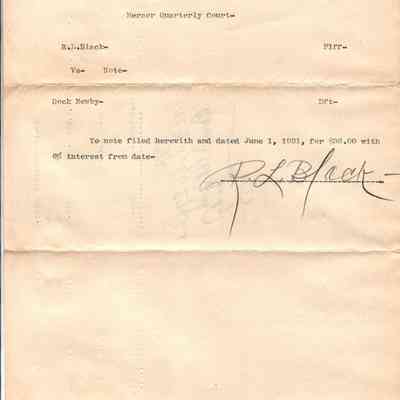 Mercer Quarterly Court-
R.L.Black- Plff-
Vs- Note-
Dock Newby- Dft-
To note filed herewith and dated June 1, 1921, for $28.00 with
6% interest from date-
R. L. Black -